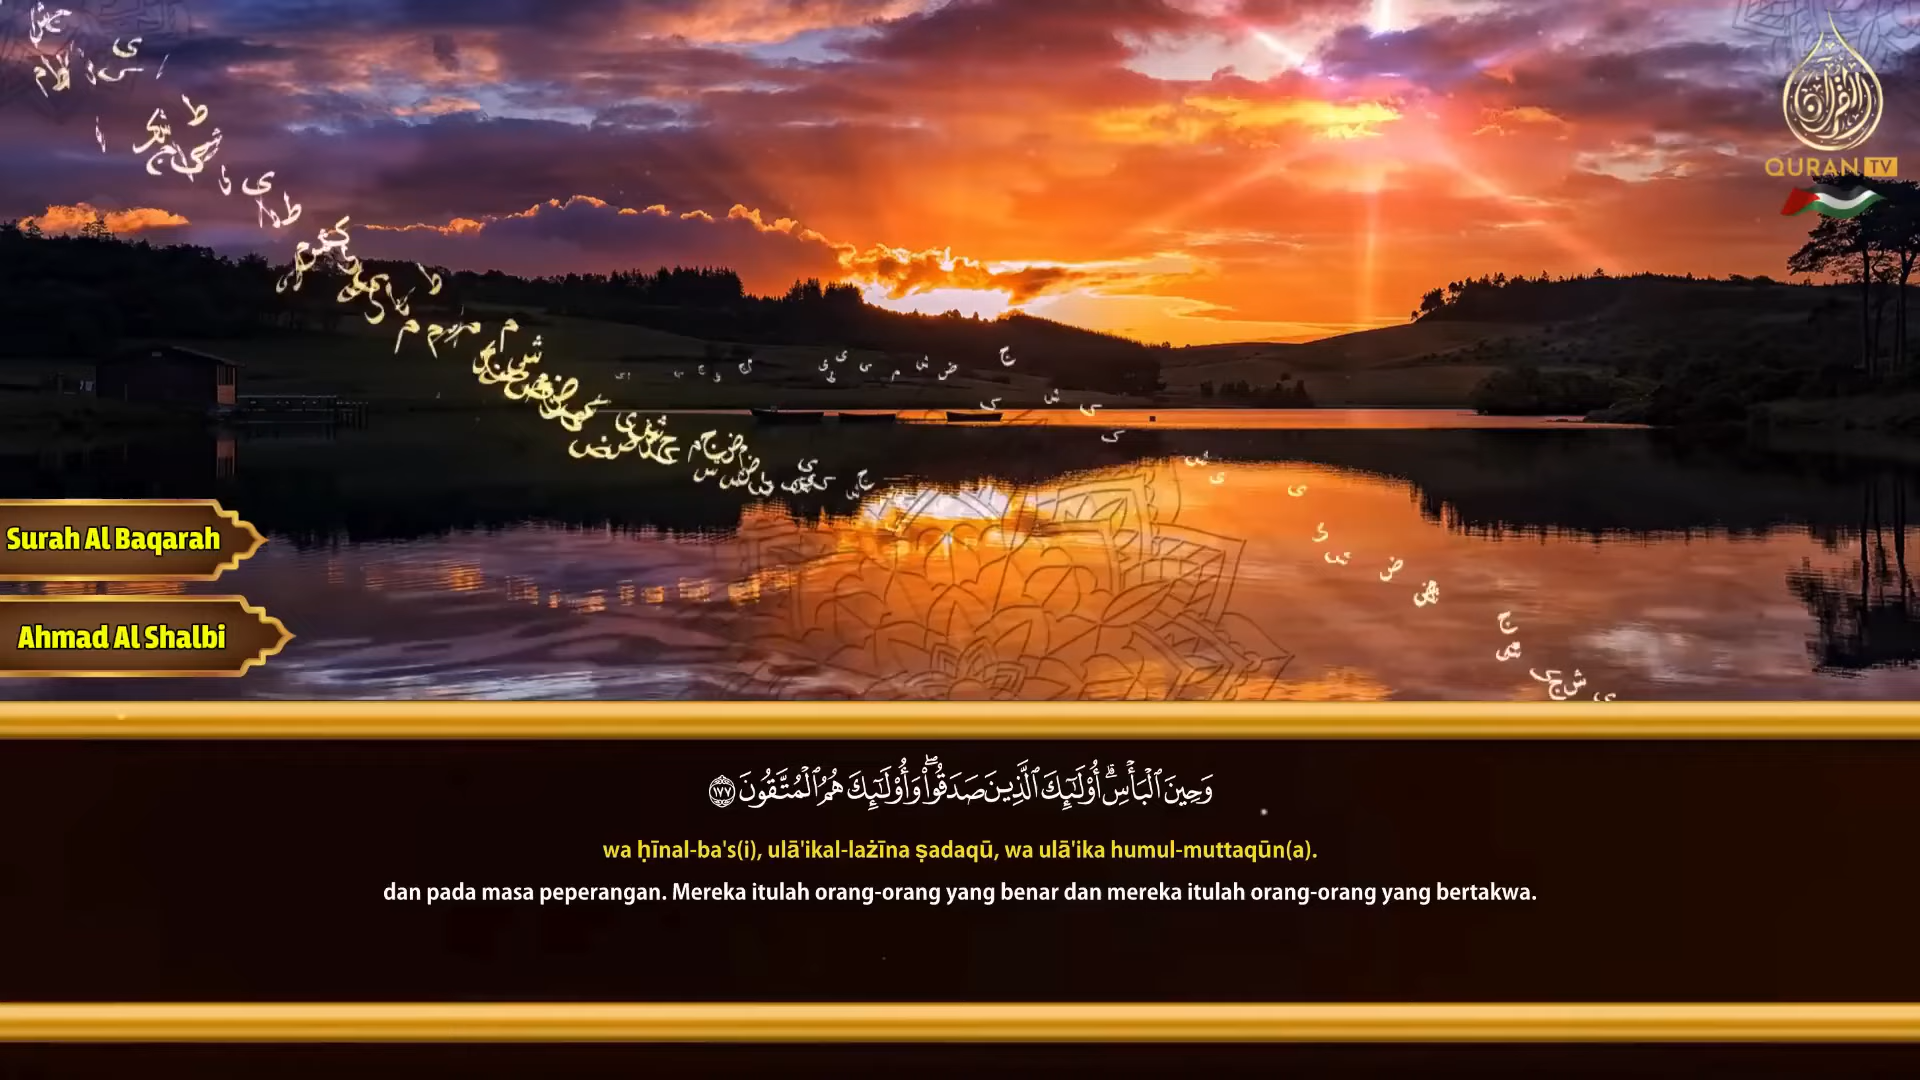 القرآن
QURAN TV
Surah Al Baqarah
Ahmad Al Shalbi
وَحِينَ ٱلْبَأْسِۗ أُو۟لَـٰٓئِكَ ٱلَّذِينَ صَدَقُوا۟ۖ وَأُو۟لَـٰٓئِكَ هُمُ ٱلْمُتَّقُونَ ١٧٧
wa ḥīnal-ba's(i), ulā'ikal-lażīna ṣadaqū, wa ulā'ika humul-muttaqūn(a).
dan pada masa peperangan. Mereka itulah orang-orang yang benar dan mereka itulah orang-orang yang bertakwa.